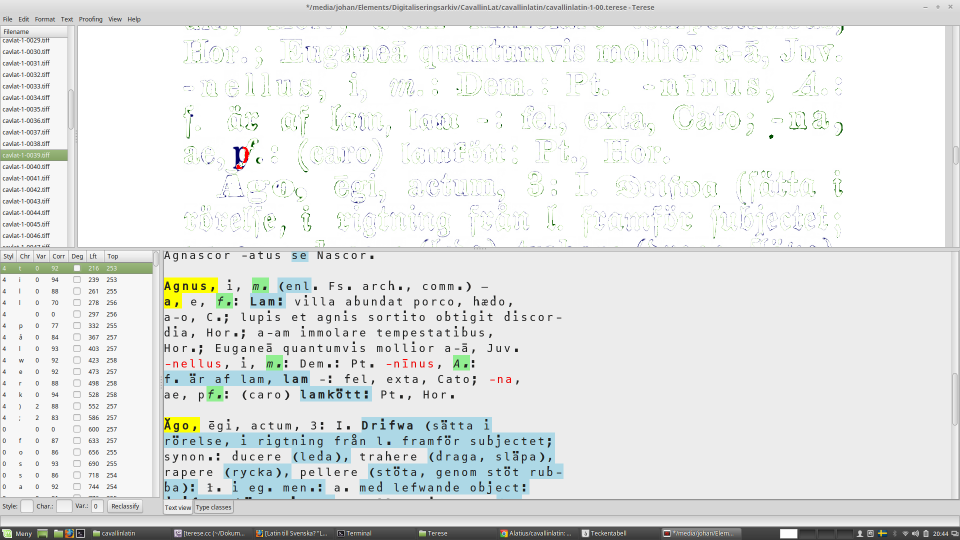 */media/johan/Elements/Digitaliseringsarkiv/CavallinLat/cavallinlatin/cavallinlatin-1-00.terese - Terese
File Edit Format Text Proofing View Help
Filename
cavlat-1-0029.tiff
cavlat-1-0030.tiff
cavlat-1-0031.tiff
cavlat-1-0032.tiff
cavlat-1-0033.tiff
cavlat-1-0034.tiff
cavlat-1-0035.tiff
cavlat-1-0036.tiff
cavlat-1-0037.tiff
cavlat-1-0038.tiff
cavlat-1-0039.tiff
cavlat-1-0040.tiff
cavlat-1-0041.tiff
cavlat-1-0042.tiff
cavlat-1-0043.tiff
cavlat-1-0044.tiff
cavlat-1-0045.tiff
cavlat-1-0046.tiff
Hor.; Euganeā quantumvis mollior a-ā, Juv.
-nellus, i, m.: Dem.: Pt. -nīnus, A.:
f. är af lam, lam -: fel, exta, Cato; -na,
ae, pf.: (caro) lamkött: Pt., Hor.
Ăgo, ēgi, actum, 3: I. Drifwa (sätta i
rörelse, i rigtning från l. framför subjectet;
Styl Chr Var Corr Deg Lft Top
4 t 0 92 216 253
4 i 0 94 239 253
4 l 0 88 261 255
4 l 0 70 278 256
4 0 0 297 256
4 p 0 77 332 255
4 å 0 84 367 257
4 l 0 93 403 257
4 w 0 92 423 258
4 e 0 92 473 257
4 r 0 88 498 258
4 k 0 94 528 257
4 ) 2 88 552 257
4 ; 2 83 586 257
0 0 0 600 257
0 f 0 87 633 257
0 o 0 86 656 255
0 s 0 93 690 255
0 s 0 86 718 254
0 a 0 92 744 254
Style: Char.: Var.: 0 Reclassify
Agnascor -atus se Nascor.
Agnus, i, m. (enl. Fs. arch., comm.) —
a, e, f.: Lam: villa abundat porco, hædo,
a-o, C.; lupis et agnis sortito obtigit discor-
dia, Hor.; a-am immolare tempestatibus,
Hor.; Euganeā quantumvis mollior a-ā, Juv.
-nellus, i, m.: Dem.: Pt. -nīnus, A.:
f. är af lam, lam -: fel, exta, Cato; -na,
ae, pf.: (caro) lamkött: Pt., Hor.
Ăgo, ēgi, actum, 3: I. Drifwa (sätta i
rörelse, i rigtning från l. framför subjectet;
synon.: ducere (leda), trahere (draga, släpa),
rapere (rycka), pellere (stöta, genom stöt rub-
ba): 1. i eg. men.: a. med lefwande object:
Text view Type classes
Meny cavallinlatin [terese.cc (~/Dokum... [Latin till Svenska? "L... Terminal Terese Alatius/cavallinlatin: ... Teckentabell *[/media/johan/Elem... 20:44